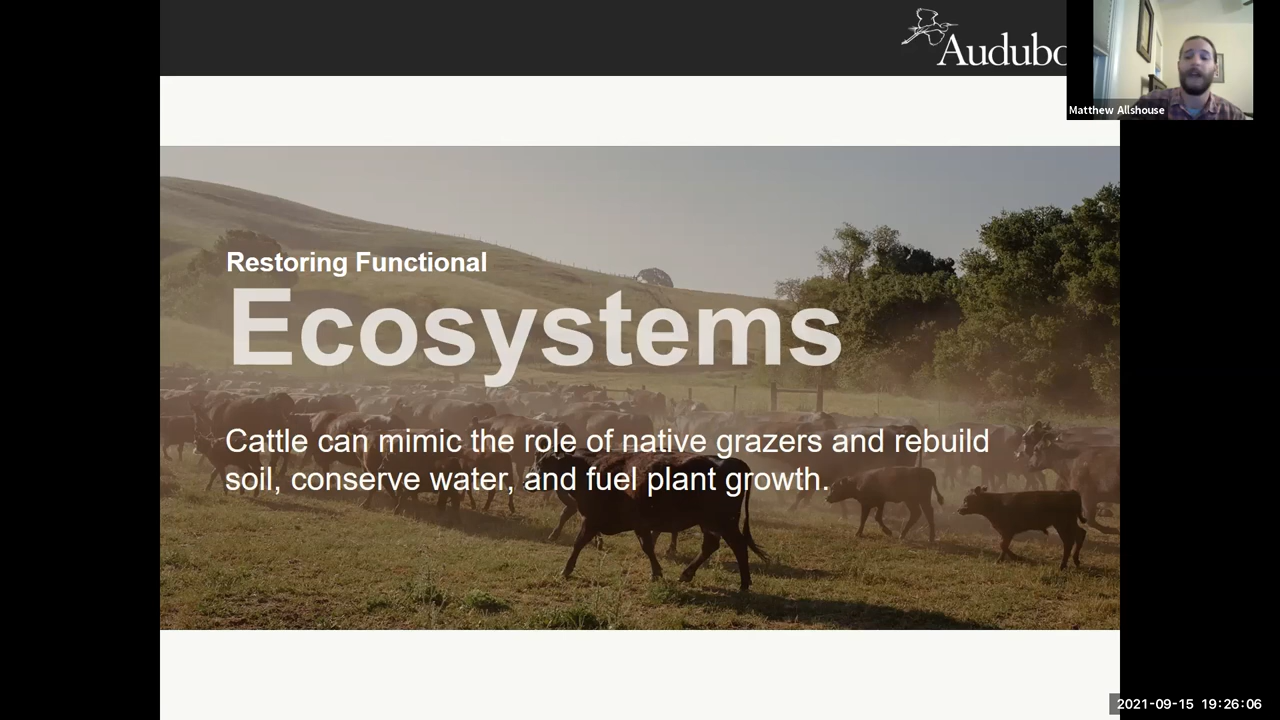 Audubo
Matthew Allshouse
Restoring Functional
Ecosystems
Cattle can mimic the role of native grazers and rebuild
soil, conserve water, and fuel plant growth.
2021-09-15 19:26:06